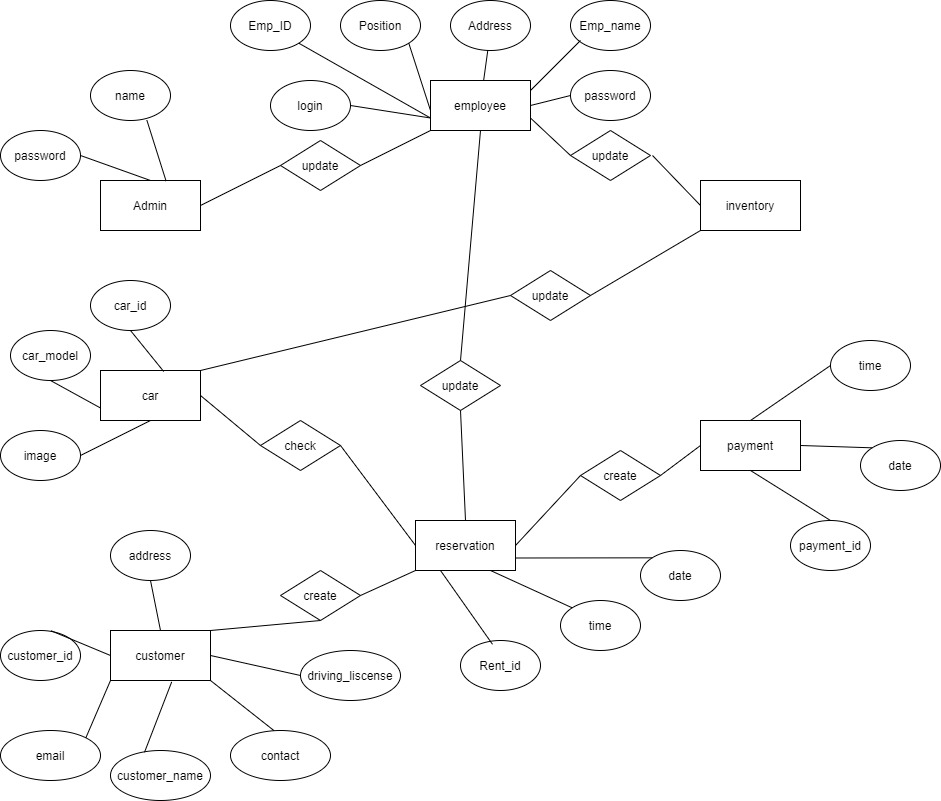 Emp_ID
Position
Address
Emp_name
name
login
employee
password
password
update
update
Admin
inventory
car_id
update
car_model
update
time
car
check
payment
image
create
date
reservation
payment_id
address
create
date
time
customer_id
customer
Rent_id
driving_liscense
email
customer_name
contact